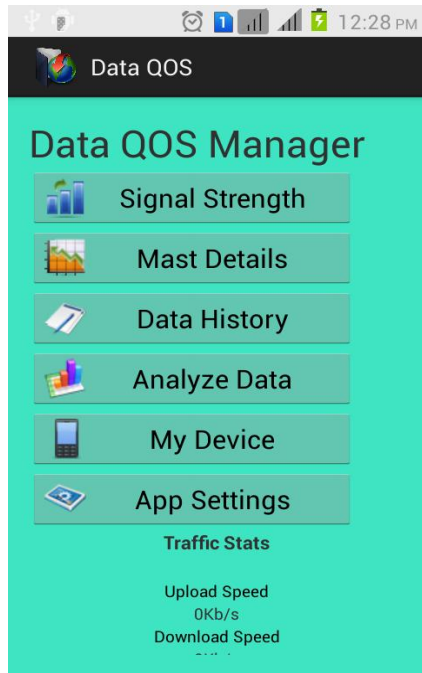 1 12:28 PM
Data QOS
Data QOS Manager
Signal Strength
Mast Details
Data History
Analyze Data
My Device
App Settings
Traffic Stats
Upload Speed
0Kb/s
Download Speed